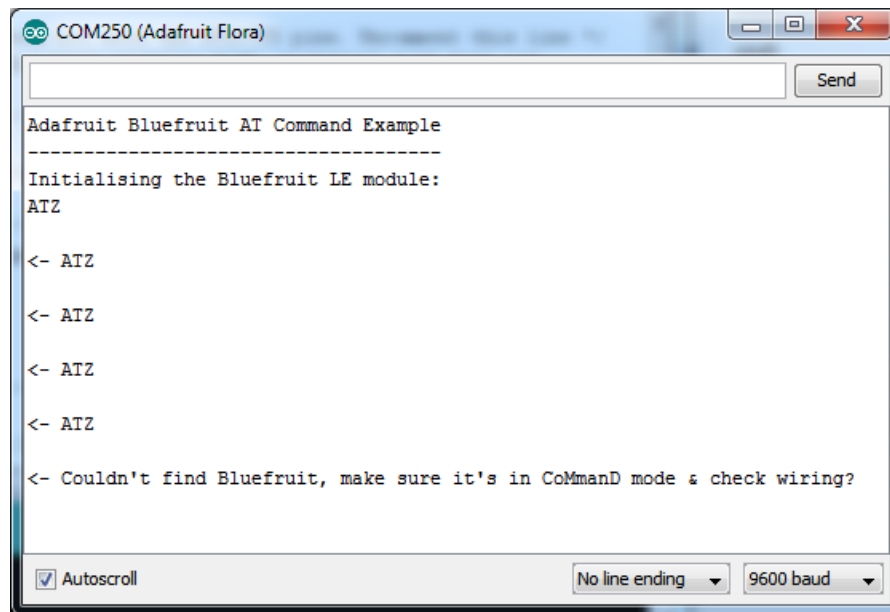 COM250 (Adafruit Flora)
Send
Adafruit Bluefruit AT Command Example
-------------------------------------
Initialising the Bluefruit LE module:
ATZ
<- ATZ
<- ATZ
<- ATZ
<- ATZ
<- Couldn't find Bluefruit, make sure it's in CoMmanD mode & check wiring?
Autoscroll
No line ending
9600 baud